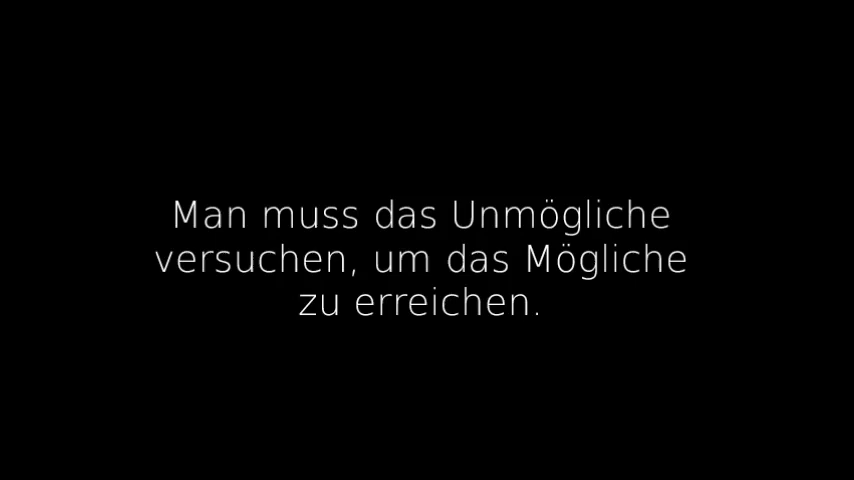 Man muss das Unmögliche
versuchen, um das Mögliche
zu erreichen.